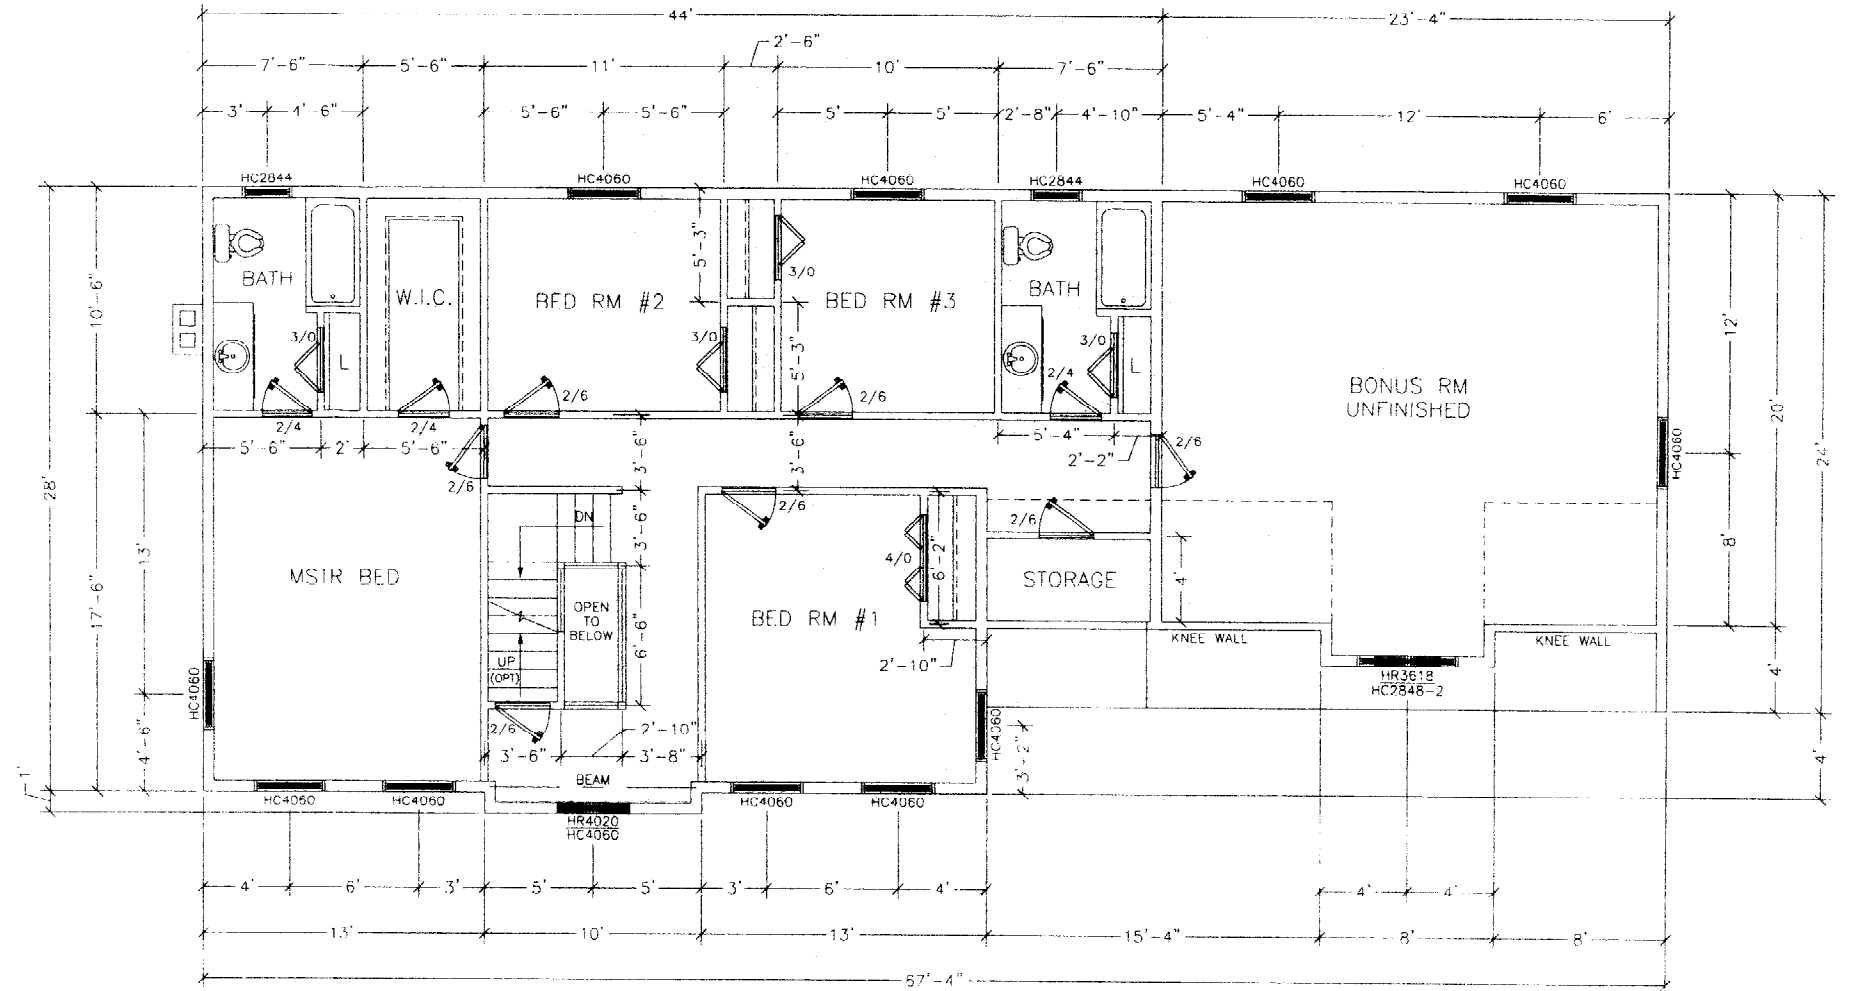 44'
23'-4"
2'-6"
7'-6"
5'-6"
11'
10'
7'-6"
3'
4'-6"
5'-6"
5'-6"
5'
5'
2'-8"
4'-10"
5'-4"
12'
6'
HC2844
HC4060
HC4060
HC2844
HC4060
HC4060
5'-3"
3/0
BATH
W.I.C.
BED RM #2
BED RM #3
BATH
10'-6"
12'
3/0
L
3/0
5'-3"
3/0
L
BONUS RM
UNFINISHED
2/6
2/6
2/4
20'
2/4
2/4
5'-6"
2'
5'-6"
3'-6"
3'-6"
5'-4"
2'-2"
2/6
HC4060
24'
28'
2/6
2/6
2/6
DN
3'-6"
8'
13'
4/0
6'-2"
4'
MSTR BED
STORAGE
17'-6"
OPEN
TO
BELOW
BED RM #1
6'-6"
KNEE WALL
KNEE WALL
UP
(OPT)
2'-10"
4'
HR3618
HC2848-2
HC4060
2/6
2'-10"
HC4060
3'-6"
3'-8"
3'-2"
4'-6"
4'
1'
BEAM
HC4060
HC4060
HC4060
HC4060
HR4020
HC4060
4'
6'
3'
5'
5'
3'
6'
4'
4'
4'
13'
10'
13'
15'-4"
8'
8'
67'-4"